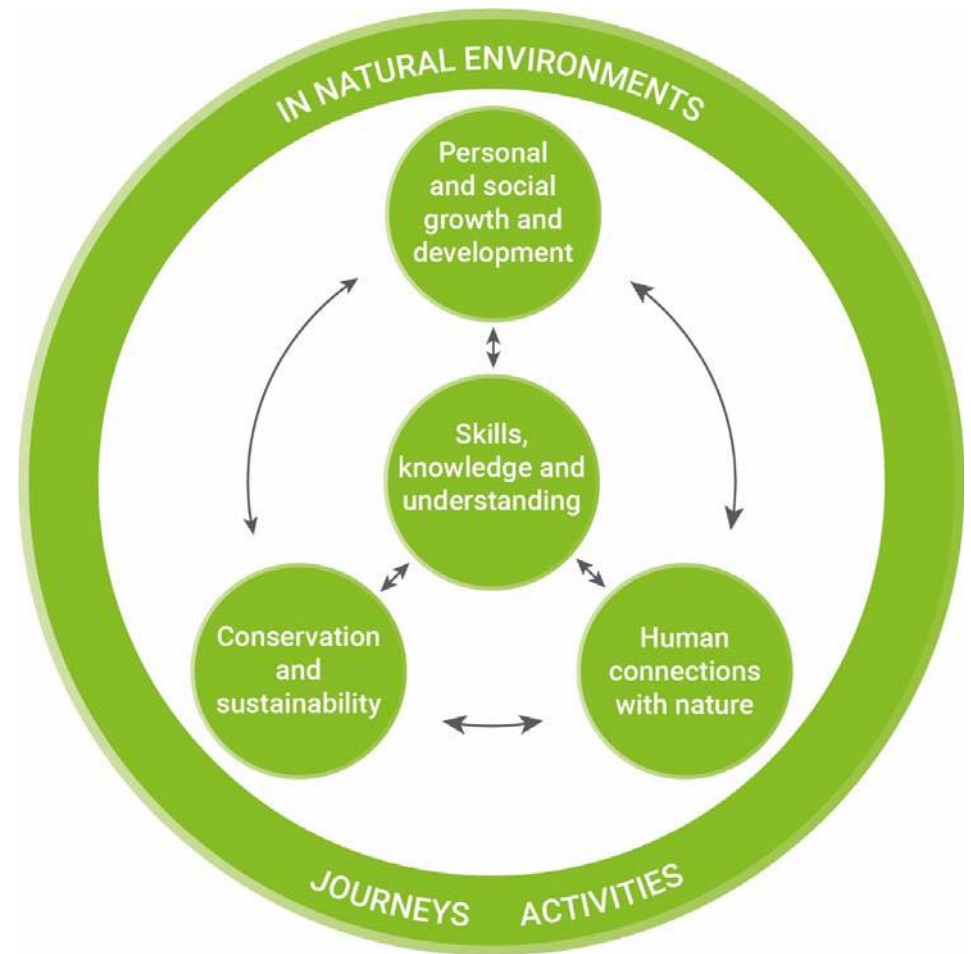 IN NATURAL ENVIRONMENTS
Personal
and social
growth and
development
Skills,
knowledge and
understanding
Conservation
and
sustainability
Human
connections
with nature
JOURNEYS ACTIVITIES